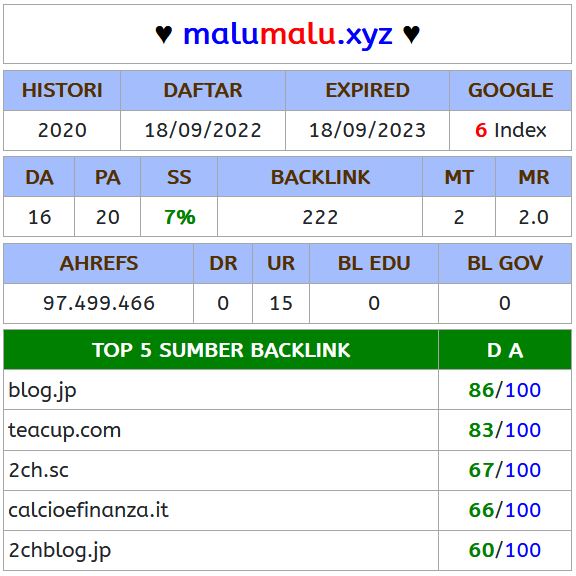 ♥ malumalu.xyz ♥
HISTORI DAFTAR EXPIRED GOOGLE
2020 18/09/2022 18/09/2023 6 Index
DA PA SS BACKLINK MT MR
16 20 7% 222 2 2.0
AHREFS DR UR BL EDU BL GOV
97.499.466 0 15 0 0
TOP 5 SUMBER BACKLINK D A
blog.jp 86/100
teacup.com 83/100
2ch.sc 67/100
calcioefinanza.it 66/100
2chblog.jp 60/100